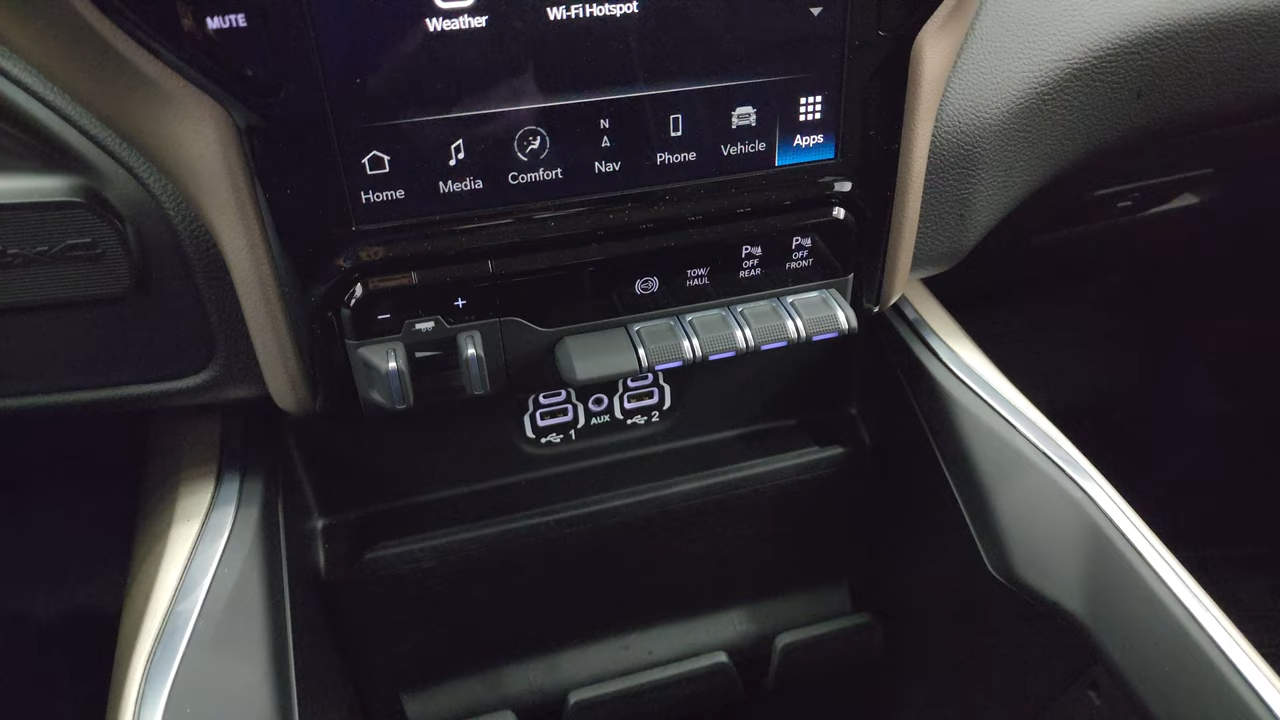 MUTE
Weather
Wi-Fi Hotspot
Home
Media
Comfort
N
Nav
Phone
Vehicle
Apps
− +
TOW/
HAUL
P
OFF
REAR
P
OFF
FRONT
1
AUX
2